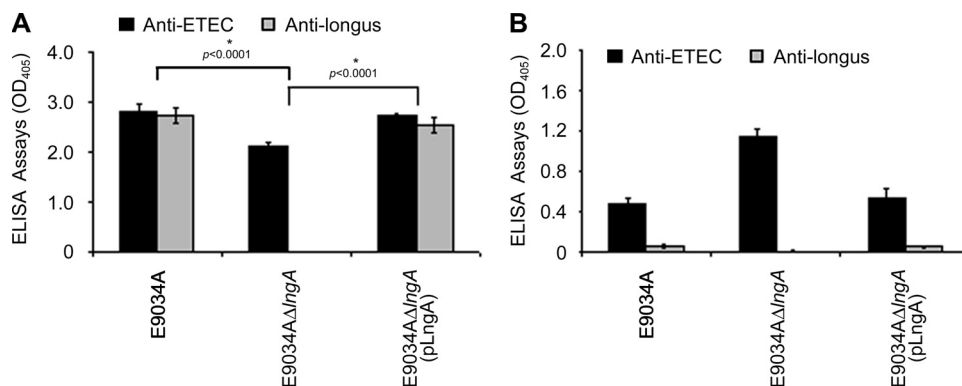 A
Anti-ETEC Anti-longus
ELISA Assays (OD405)
4.0
3.0
2.0
1.0
0
*
p<0.0001
*
p<0.0001
E9034A
E9034AΔlngA
E9034AΔlngA
(pLngA)
B
Anti-ETEC Anti-longus
ELISA Assays (OD405)
2.0
1.6
1.2
0.8
0.4
0
E9034A
E9034AΔlngA
E9034AΔlngA
(pLngA)